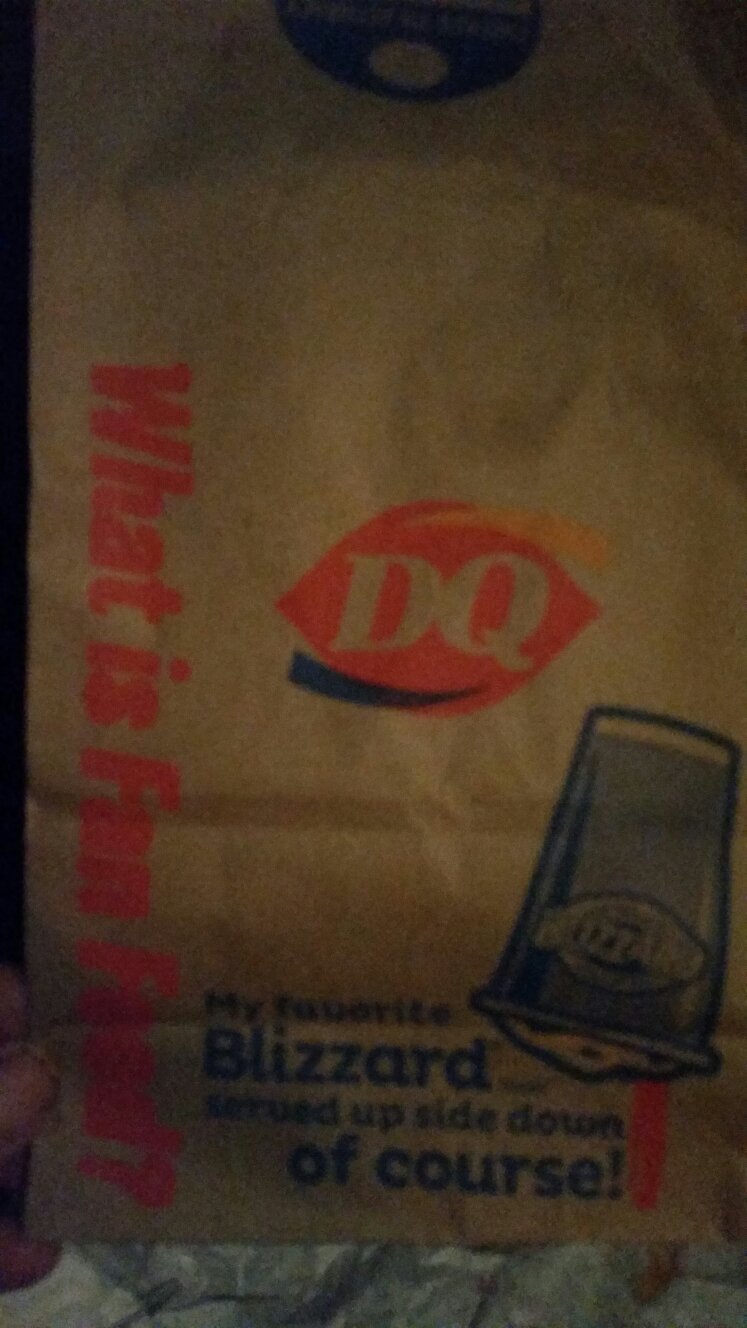 What is Fan Food?
DQ
My favorite
Blizzard
served up side down
of course!